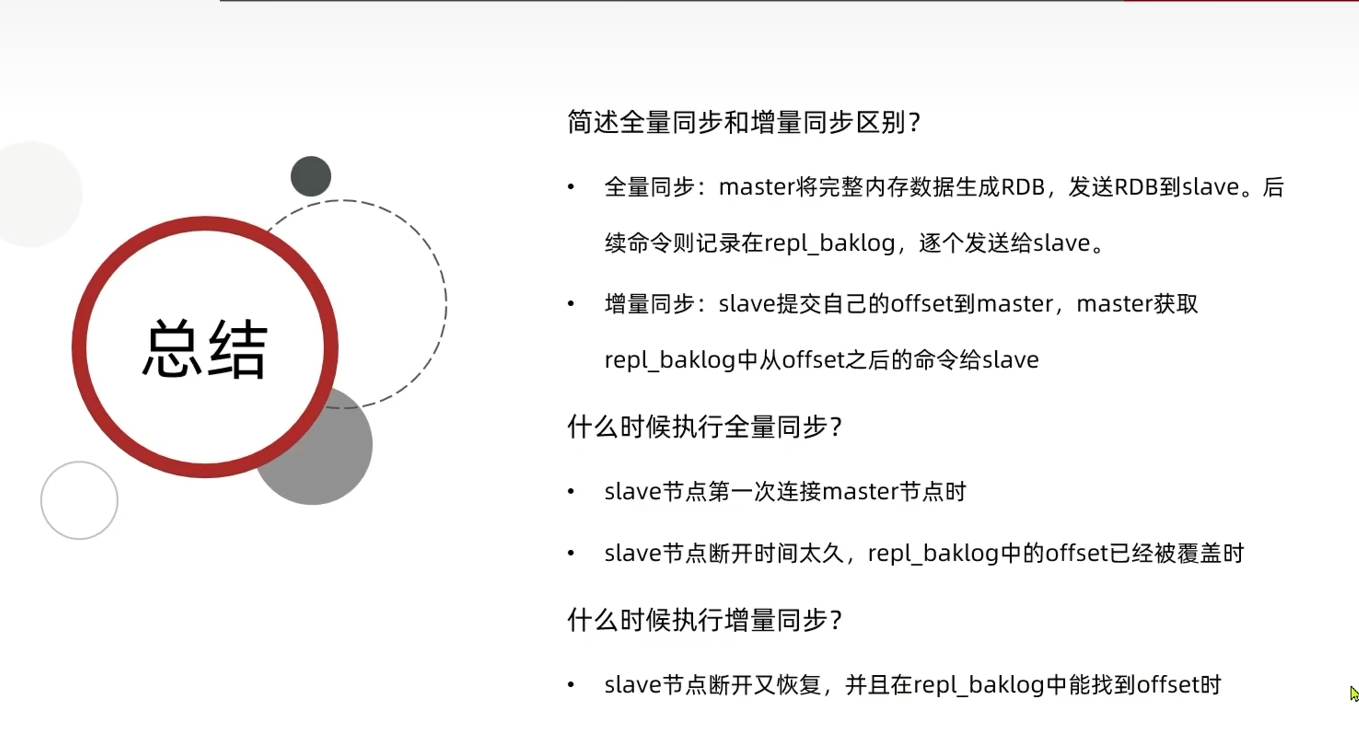 总结
简述全量同步和增量同步区别？
• 全量同步：master将完整内存数据生成RDB，发送RDB到slave。后
续命令则记录在repl_baklog，逐个发送给slave。
• 增量同步：slave提交自己的offset到master，master获取
repl_baklog中从offset之后的命令给slave
什么时候执行全量同步？
• slave节点第一次连接master节点时
• slave节点断开时间太久，repl_baklog中的offset已经被覆盖时
什么时候执行增量同步？
• slave节点断开又恢复，并且在repl_baklog中能找到offset时